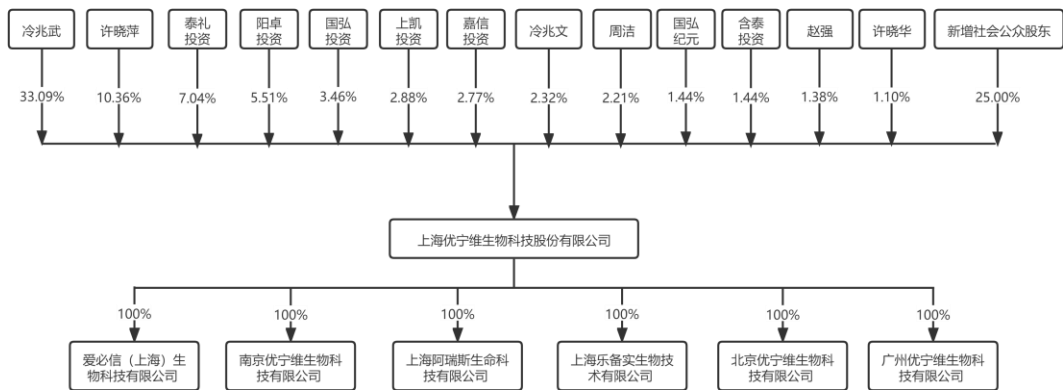 冷兆武
许晓萍
泰礼
投资
阳卓
投资
国弘
投资
上凯
投资
嘉信
投资
冷兆文
周洁
国弘
纪元
含泰
投资
赵强
许晓华
新增社会公众股东
33.09%
10.36%
7.04%
5.51%
3.46%
2.88%
2.77%
2.32%
2.21%
1.44%
1.44%
1.38%
1.10%
25.00%
上海优宁维生物科技股份有限公司
100%
100%
100%
100%
100%
100%
爱必信（上海）生
物科技有限公司
南京优宁维生物科
技有限公司
上海阿瑞斯生命科
技有限公司
上海乐备实生物技
术有限公司
北京优宁维生物科
技有限公司
广州优宁维生物科
技有限公司